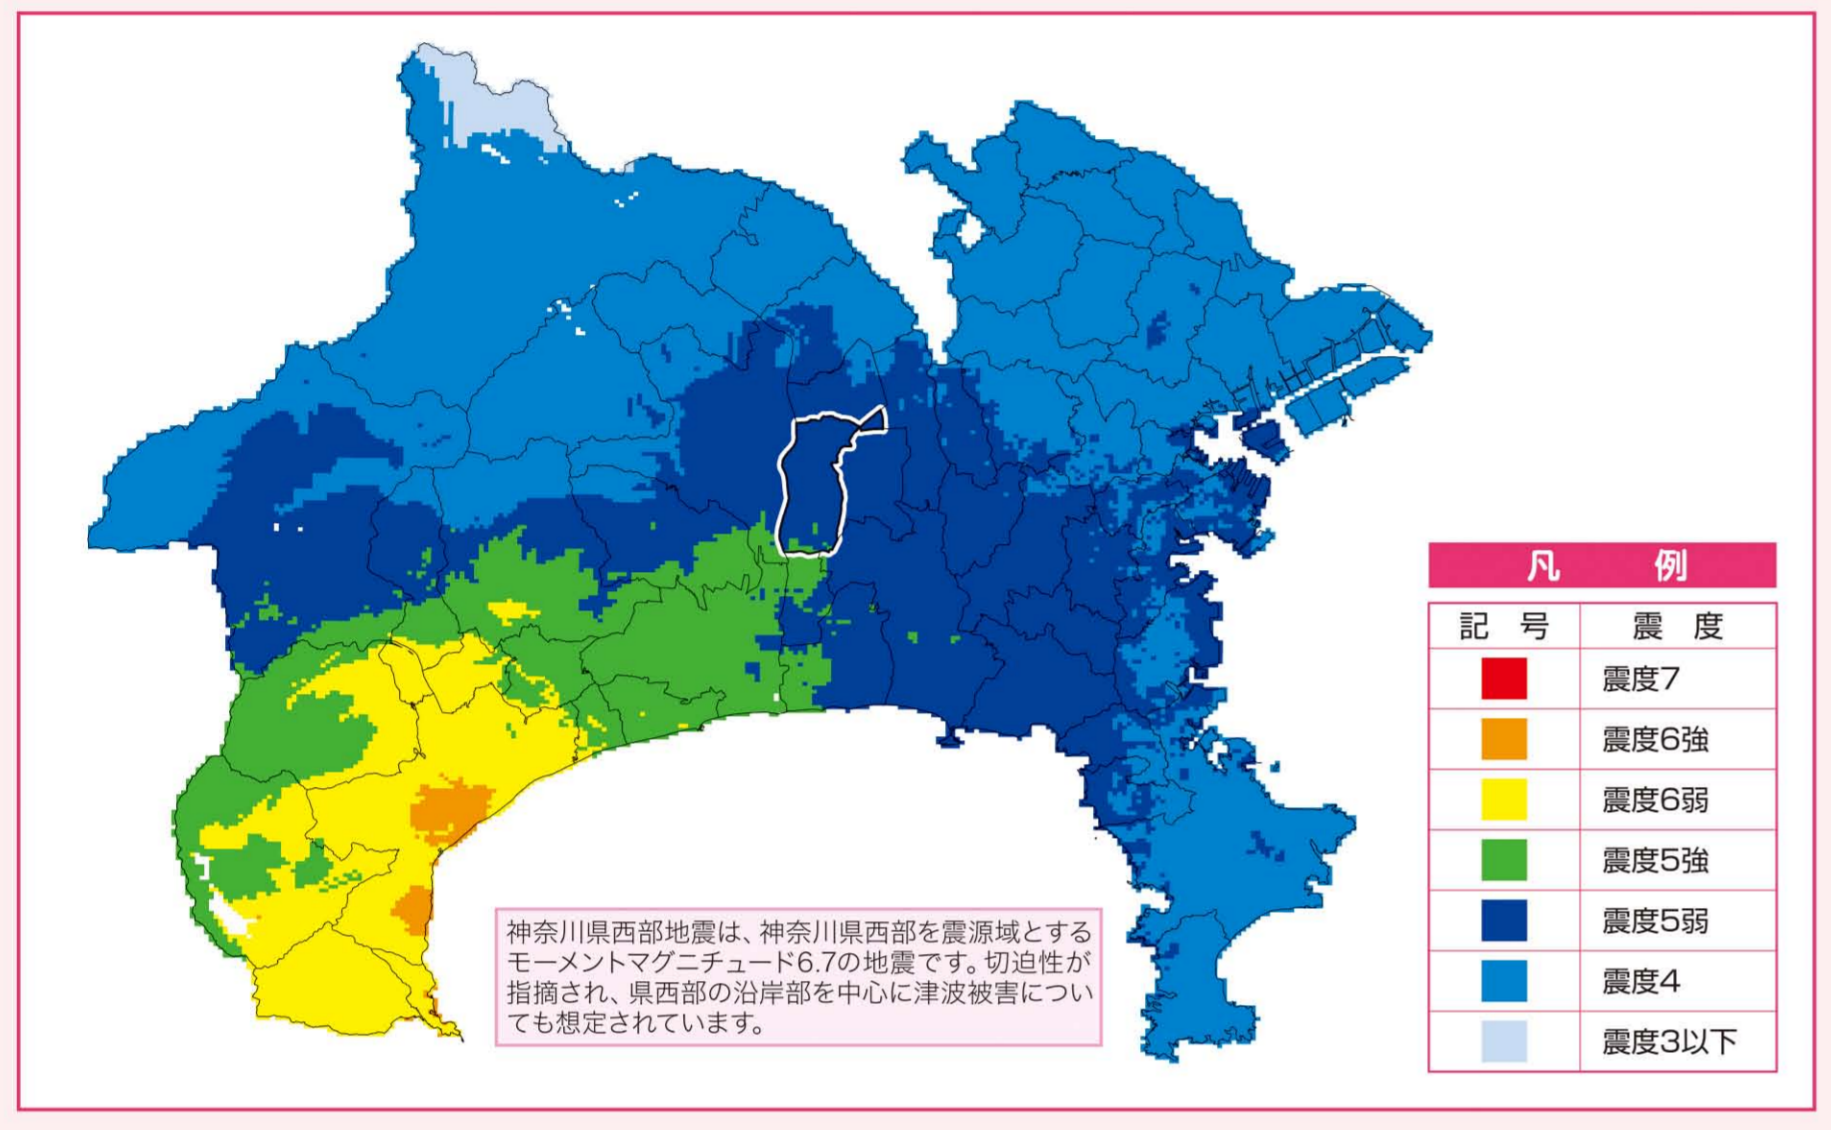 凡例
記号 震度
震度7
震度6強
震度6弱
震度5強
震度5弱
震度4
震度3以下
神奈川県西部地震は、神奈川県西部を震源域とする
モーメントマグニチュード6.7の地震です。切迫性が
指摘され、県西部の沿岸部を中心に津波被害につい
ても想定されています。